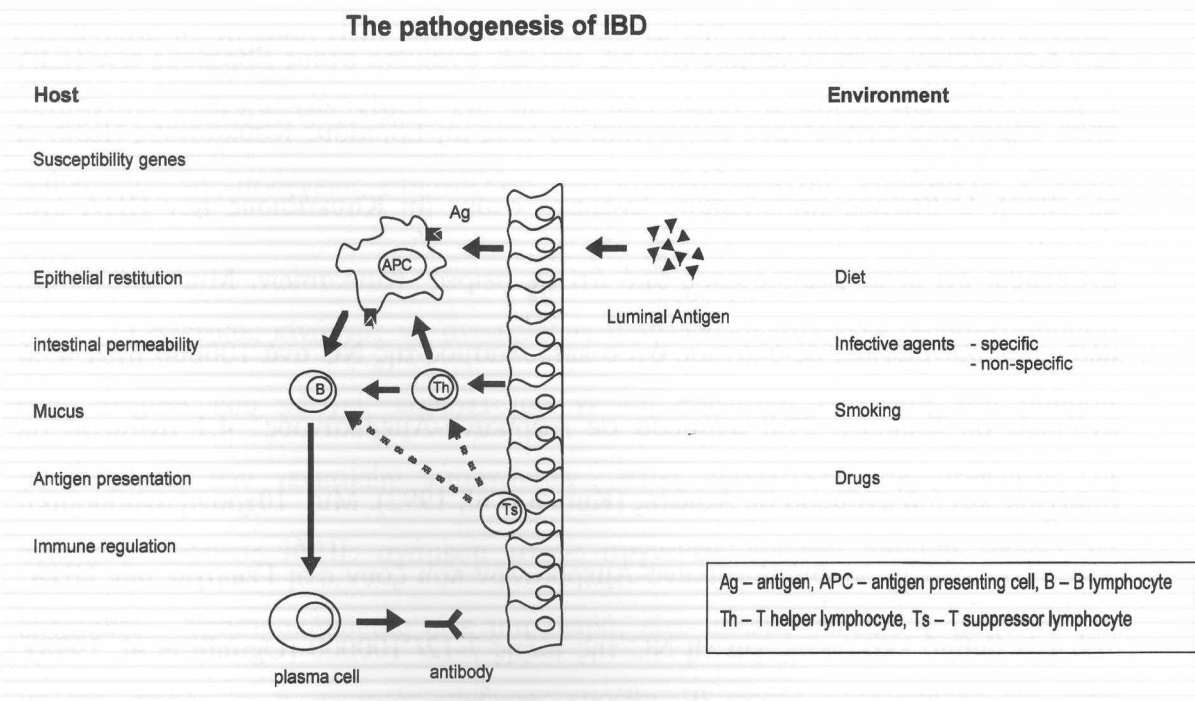 The pathogenesis of IBD
Host
Environment
Susceptibility genes
Ag
APC
Epithelial restitution
Diet
Luminal Antigen
intestinal permeability
Infective agents - specific
- non-specific
B
Th
Mucus
Smoking
Antigen presentation
Drugs
Ts
Immune regulation
Ag – antigen, APC – antigen presenting cell, B – B lymphocyte
Th – T helper lymphocyte, Ts – T suppressor lymphocyte
plasma cell
antibody